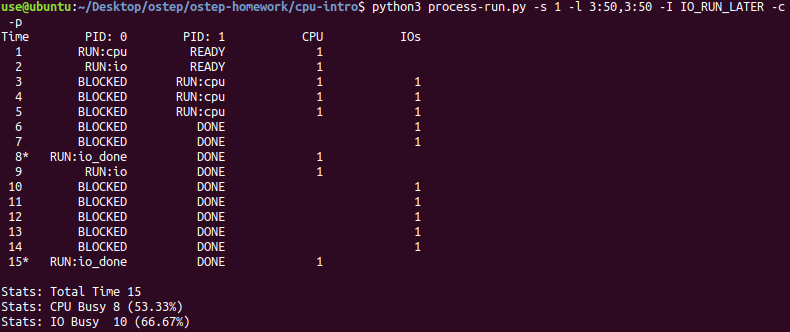 use@ubuntu:~/Desktop/ostep/ostep-homework/cpu-intro$ python3 process-run.py -s 1 -l 3:50,3:50 -I IO_RUN_LATER -c
-p
Time PID: 0 PID: 1 CPU IOs
1 RUN:cpu READY 1
2 RUN:io READY 1
3 BLOCKED RUN:cpu 1 1
4 BLOCKED RUN:cpu 1 1
5 BLOCKED RUN:cpu 1 1
6 BLOCKED DONE 1
7 BLOCKED DONE 1
8* RUN:io_done DONE 1
9 RUN:io DONE 1
10 BLOCKED DONE 1
11 BLOCKED DONE 1
12 BLOCKED DONE 1
13 BLOCKED DONE 1
14 BLOCKED DONE 1
15* RUN:io_done DONE 1
Stats: Total Time 15
Stats: CPU Busy 8 (53.33%)
Stats: IO Busy 10 (66.67%)